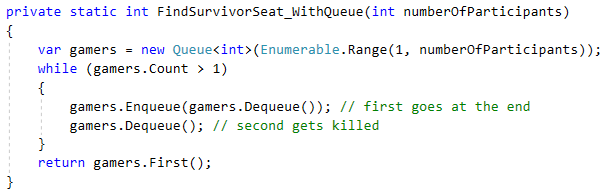 private static int FindSurvivorSeat_WithQueue(int numberOfParticipants)
{
    var gamers = new Queue<int>(Enumerable.Range(1, numberOfParticipants));
    while (gamers.Count > 1)
    {
        gamers.Enqueue(gamers.Dequeue()); // first goes at the end
        gamers.Dequeue(); // second gets killed
    }
    return gamers.First();
}